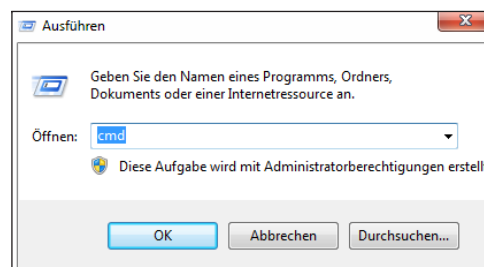 Ausführen
Geben Sie den Namen eines Programms, Ordners,
Dokuments oder einer Internetressource an.
Öffnen: cmd
Diese Aufgabe wird mit Administratorberechtigungen erstell
OK Abbrechen Durchsuchen...